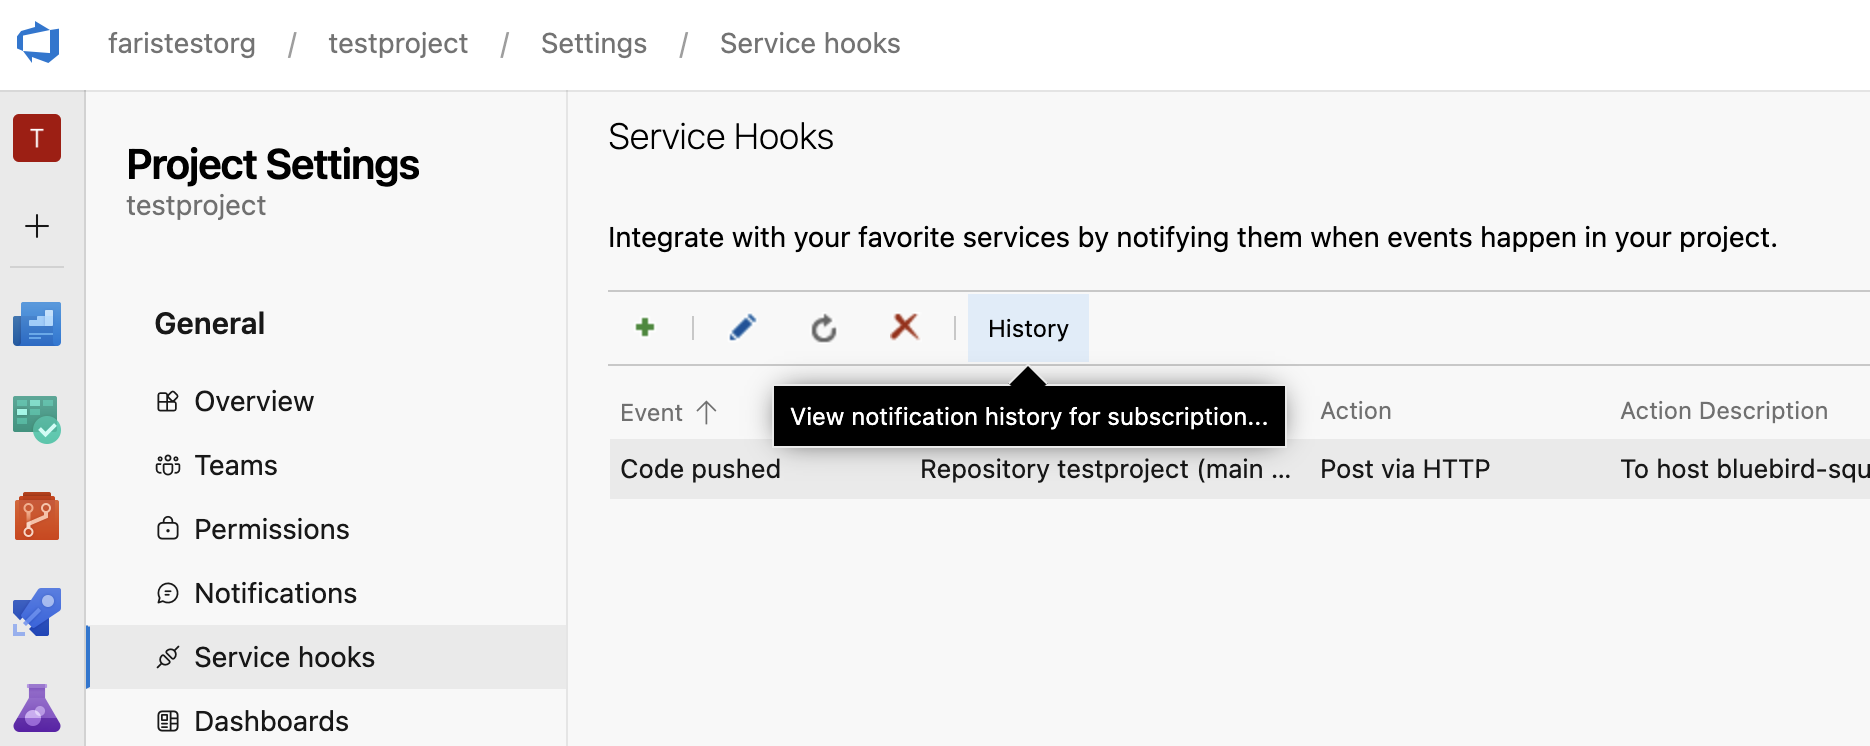 faristestorg / testproject / Settings / Service hooks
T
Project Settings
testproject
General
Overview
Teams
Permissions
Notifications
Service hooks
Dashboards
Service Hooks
Integrate with your favorite services by notifying them when events happen in your project.
History
View notification history for subscription...
Event Action Action Description
Code pushed Repository testproject (main ... Post via HTTP To host bluebird-squ